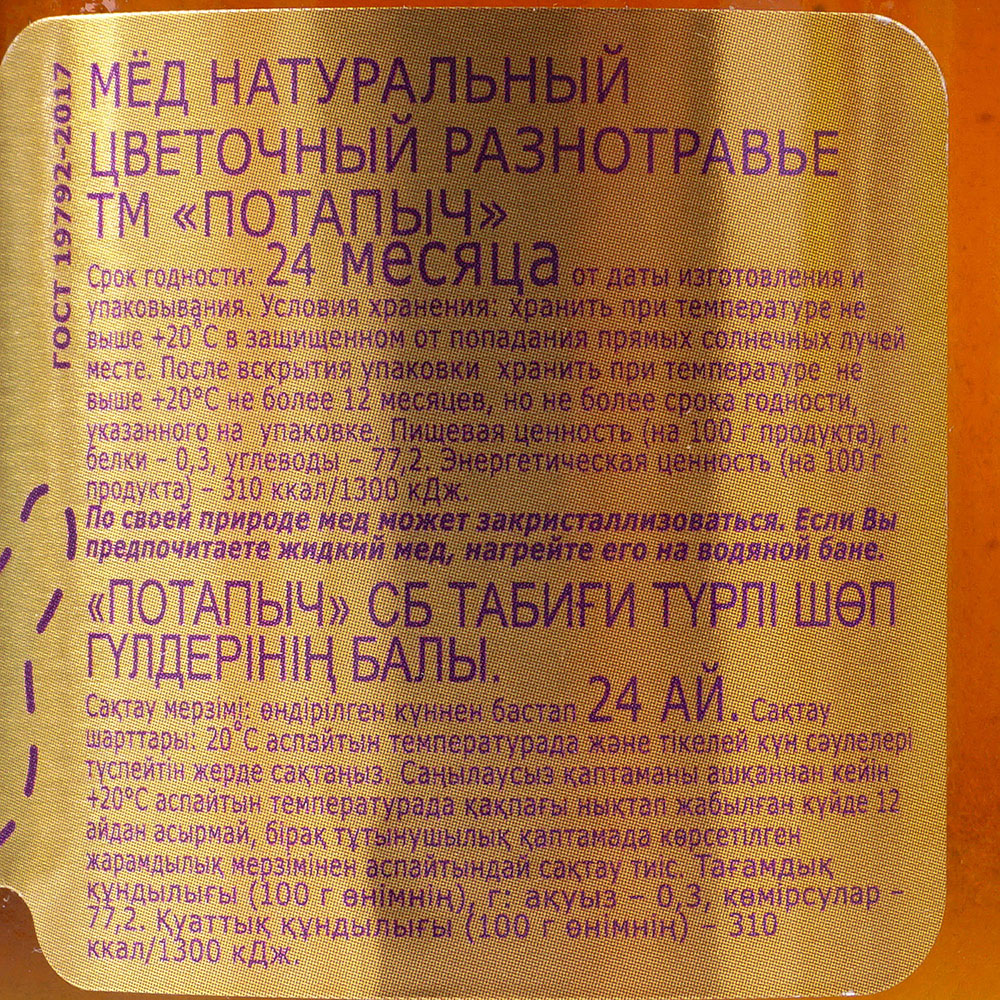 ГОСТ 19792-2017
МЁД НАТУРАЛЬНЫЙ
ЦВЕТОЧНЫЙ РАЗНОТРАВЬЕ
ТМ «ПОТАПЫЧ»
Срок годности: 24 месяца от даты изготовления и
упаковывания. Условия хранения: хранить при температуре не
выше +20°С в защищенном от попадания прямых солнечных лучей
месте. После вскрытия упаковки хранить при температуре не
выше +20°С не более 12 месяцев, но не более срока годности,
указанного на упаковке. Пищевая ценность (на 100 г продукта), г:
белки – 0,3, углеводы – 77,2. Энергетическая ценность (на 100 г
продукта) – 310 ккал/1300 кДж.
По своей природе мед может закристаллизоваться. Если Вы
предпочитаете жидкий мед, нагрейте его на водяной бане.
«ПОТАПЫЧ» СБ ТАБИҒИ ТҮРЛІ ШӨП
ГҮЛДЕРІНІҢ БАЛЫ.
Сақтау мерзімі: өндірілген күннен бастап 24 АЙ. Сақтау
шарттары: 20°С аспайтын температурада және тікелей күн сәулелері
түспейтін жерде сақтаңыз. Саңылаусыз қаптаманы ашқаннан кейін
+20°С аспайтын температурада қақпағы нықтап жабылған күйде 12
айдан асырмай, бірақ тұтынушылық қаптамада көрсетілген
жарамдылық мерзімінен аспайтындай сақтау тиіс. Тағамдық
құндылығы (100 г өнімнің), г: ақуыз – 0,3, көмірсулар –
77,2. Қуаттық құндылығы (100 г өнімнің) – 310
ккал/1300 кДж.